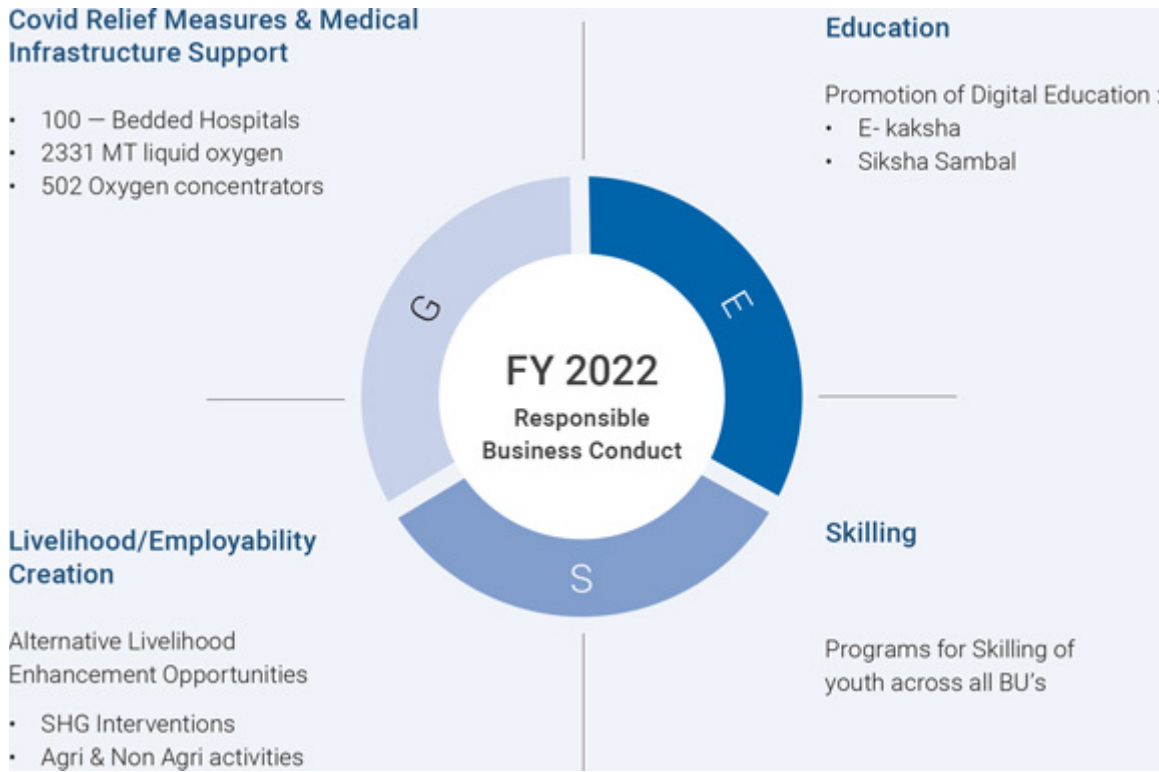 Covid Relief Measures & Medical
Infrastructure Support
• 100 — Bedded Hospitals
• 2331 MT liquid oxygen
• 502 Oxygen concentrators
Education
Promotion of Digital Education :
• E- kaksha
• Siksha Sambal
G
E
FY 2022
Responsible
Business Conduct
S
Livelihood/Employability
Creation
Alternative Livelihood
Enhancement Opportunities
• SHG Interventions
• Agri & Non Agri activities
Skilling
Programs for Skilling of
youth across all BU's